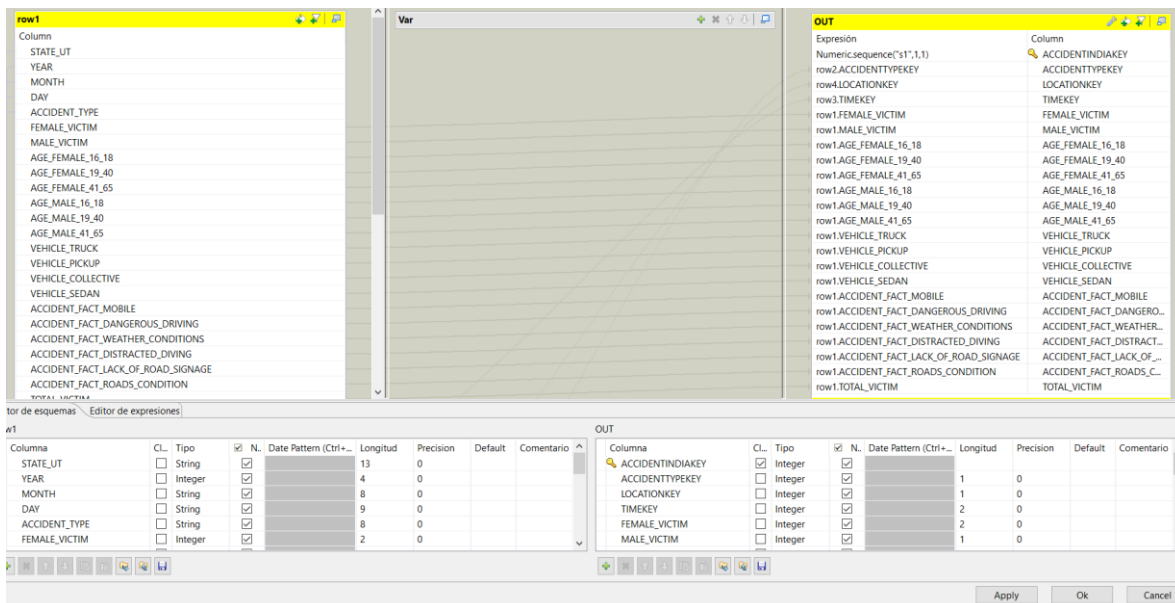 row1
Column
STATE_UT
YEAR
MONTH
DAY
ACCIDENT_TYPE
FEMALE_VICTIM
MALE_VICTIM
AGE_FEMALE_16_18
AGE_FEMALE_19_40
AGE_FEMALE_41_65
AGE_MALE_16_18
AGE_MALE_19_40
AGE_MALE_41_65
VEHICLE_TRUCK
VEHICLE_PICKUP
VEHICLE_COLLECTIVE
VEHICLE_SEDAN
ACCIDENT_FACT_MOBILE
ACCIDENT_FACT_DANGEROUS_DRIVING
ACCIDENT_FACT_WEATHER_CONDITIONS
ACCIDENT_FACT_DISTRACTED_DIVING
ACCIDENT_FACT_LACK_OF_ROAD_SIGNAGE
ACCIDENT_FACT_ROADS_CONDITION
TOTAL_VICTIM
Var
OUT
Expresión Column
Numeric.sequence("s1",1,1) ACCIDENTINDIAKEY
row2.ACCIDENTTYPEKEY ACCIDENTTYPEKEY
row4.LOCATIONKEY LOCATIONKEY
row3.TIMEKEY TIMEKEY
row1.FEMALE_VICTIM FEMALE_VICTIM
row1.MALE_VICTIM MALE_VICTIM
row1.AGE_FEMALE_16_18 AGE_FEMALE_16_18
row1.AGE_FEMALE_19_40 AGE_FEMALE_19_40
row1.AGE_FEMALE_41_65 AGE_FEMALE_41_65
row1.AGE_MALE_16_18 AGE_MALE_16_18
row1.AGE_MALE_19_40 AGE_MALE_19_40
row1.AGE_MALE_41_65 AGE_MALE_41_65
row1.VEHICLE_TRUCK VEHICLE_TRUCK
row1.VEHICLE_PICKUP VEHICLE_PICKUP
row1.VEHICLE_COLLECTIVE VEHICLE_COLLECTIVE
row1.VEHICLE_SEDAN VEHICLE_SEDAN
row1.ACCIDENT_FACT_MOBILE ACCIDENT_FACT_MOBILE
row1.ACCIDENT_FACT_DANGEROUS_DRIVING ACCIDENT_FACT_DANGERO...
row1.ACCIDENT_FACT_WEATHER_CONDITIONS ACCIDENT_FACT_WEATHER...
row1.ACCIDENT_FACT_DISTRACTED_DIVING ACCIDENT_FACT_DISTRACT...
row1.ACCIDENT_FACT_LACK_OF_ROAD_SIGNAGE ACCIDENT_FACT_LACK_OF_...
row1.ACCIDENT_FACT_ROADS_CONDITION ACCIDENT_FACT_ROADS_C...
row1.TOTAL_VICTIM TOTAL_VICTIM
tor de esquemas Editor de expresiones
w1
Columna Cl... Tipo N.. Date Pattern (Ctrl+... Longitud Precision Default Comentario
STATE_UT String 13 0
YEAR Integer 4 0
MONTH String 8 0
DAY String 9 0
ACCIDENT_TYPE String 8 0
FEMALE_VICTIM Integer 2 0
OUT
Columna Cl... Tipo N.. Date Pattern (Ctrl+... Longitud Precision Default Comentario
ACCIDENTINDIAKEY Integer
ACCIDENTTYPEKEY Integer 1 0
LOCATIONKEY Integer 1 0
TIMEKEY Integer 2 0
FEMALE_VICTIM Integer 2 0
MALE_VICTIM Integer 1 0
Apply Ok Cancel